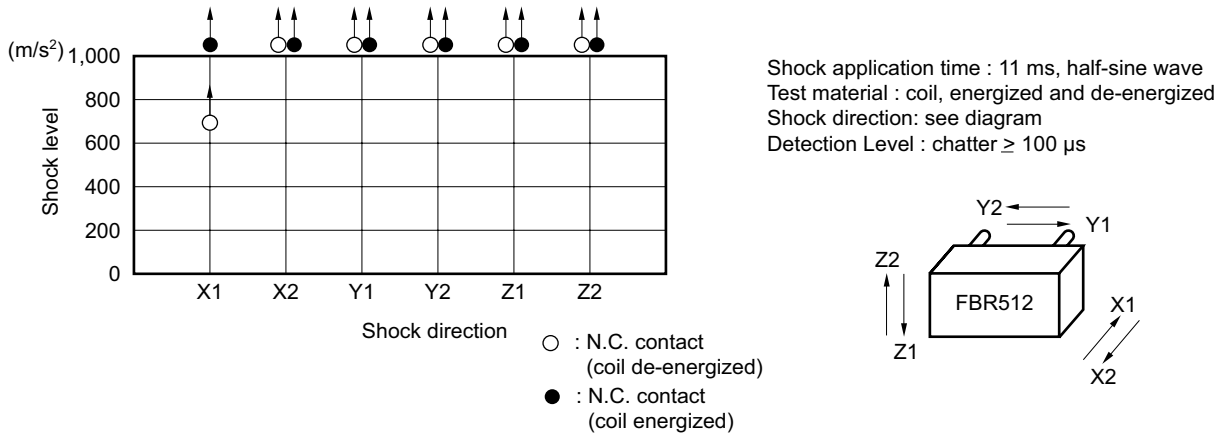 (m/s²)
1,000
800
600
400
200
0
Shock level
X1 X2 Y1 Y2 Z1 Z2
Shock direction
○ : N.C. contact
(coil de-energized)
● : N.C. contact
(coil energized)
Shock application time : 11 ms, half-sine wave
Test material : coil, energized and de-energized
Shock direction: see diagram
Detection Level : chatter ≥ 100 µs
Y2
Y1
Z2
Z1
FBR512
X1
X2